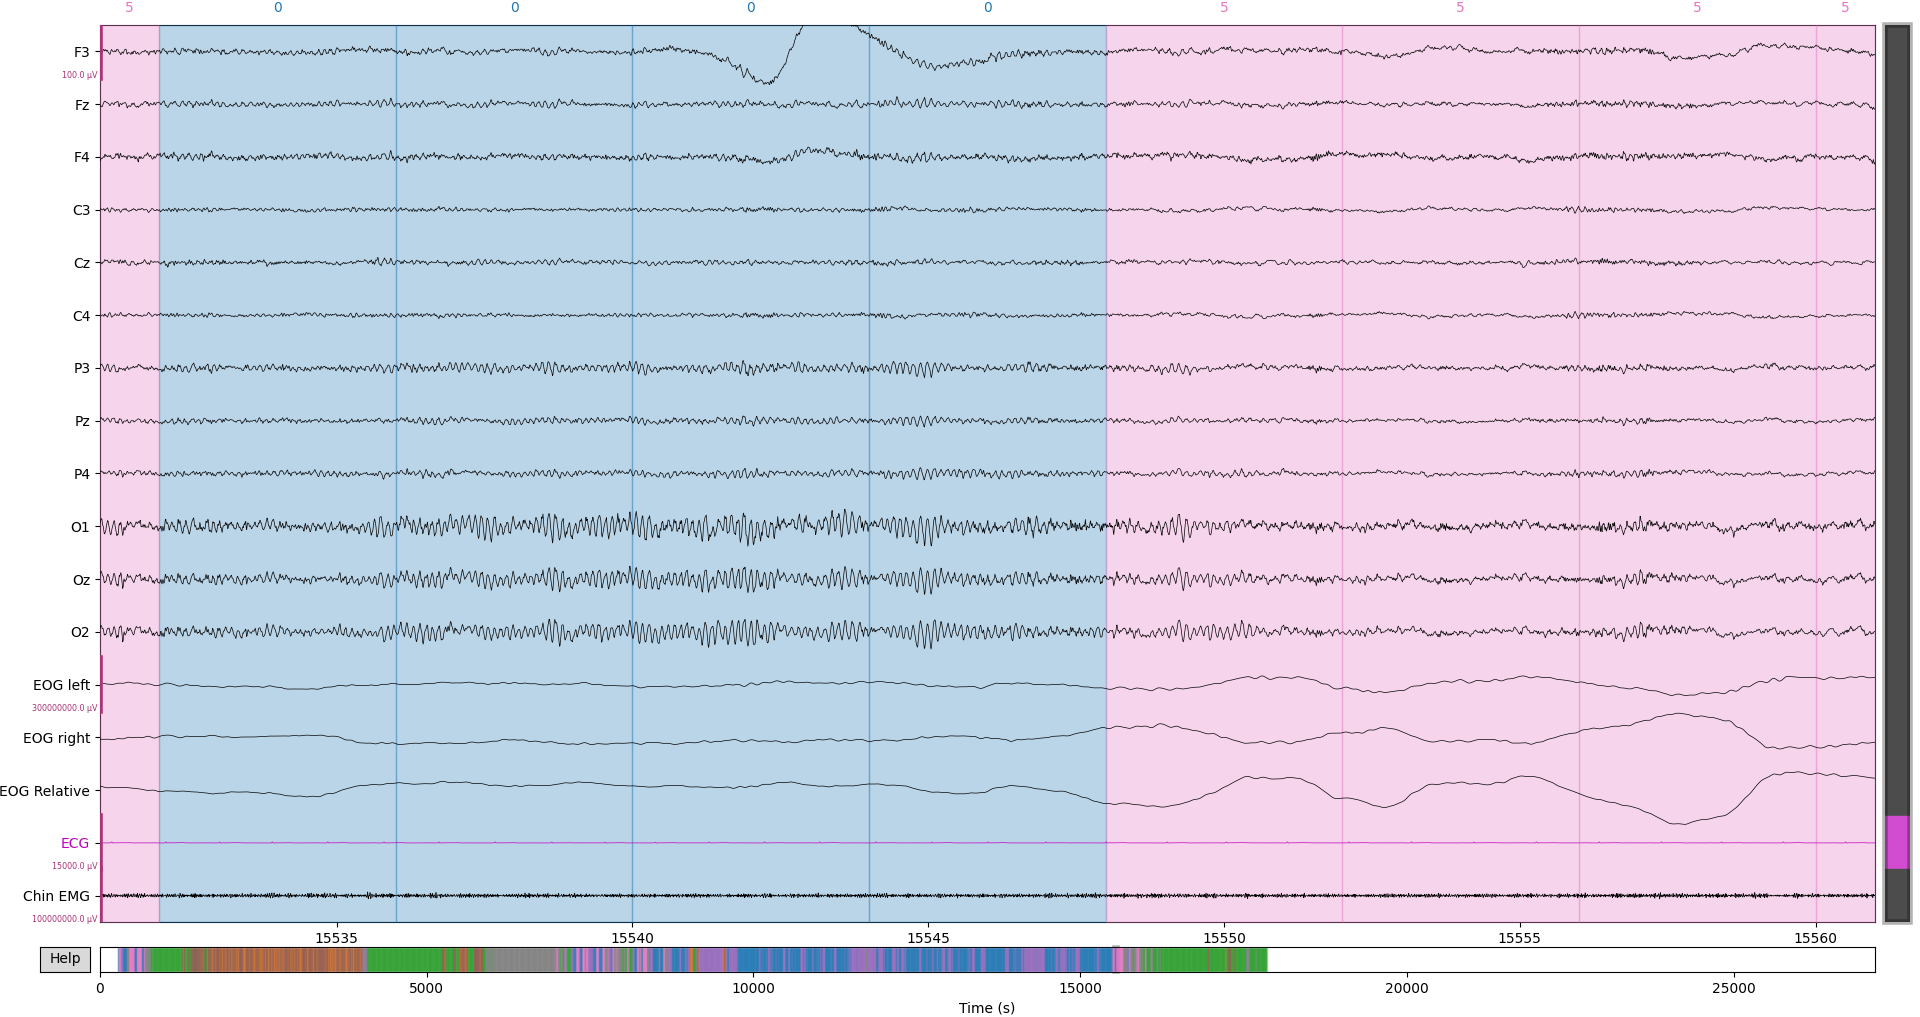 5 0 0 0 0 5 5 5 5
F3
100.0 µV
Fz
F4
C3
Cz
C4
P3
Pz
P4
O1
Oz
O2
EOG left
300000000.0 µV
EOG right
EOG Relative
ECG
15000.0 µV
Chin EMG
100000000.0 µV
15535 15540 15545 15550 15555 15560
Help
0 5000 10000 15000 20000 25000
Time (s)